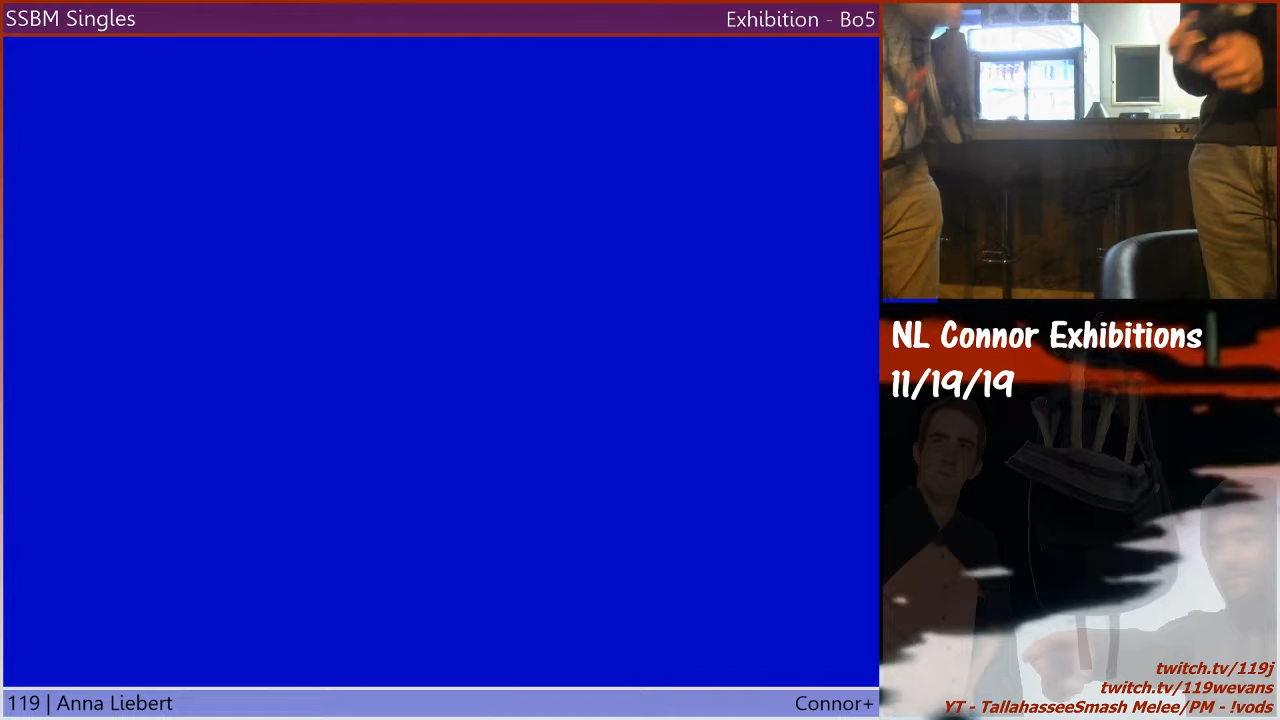 SSBM Singles
Exhibition - Bo5
NL Connor Exhibitions
11/19/19
twitch.tv/119j
twitch.tv/119wevans
YT - TallahasseeSmash Melee/PM - !vods
119 | Anna Liebert
Connor+